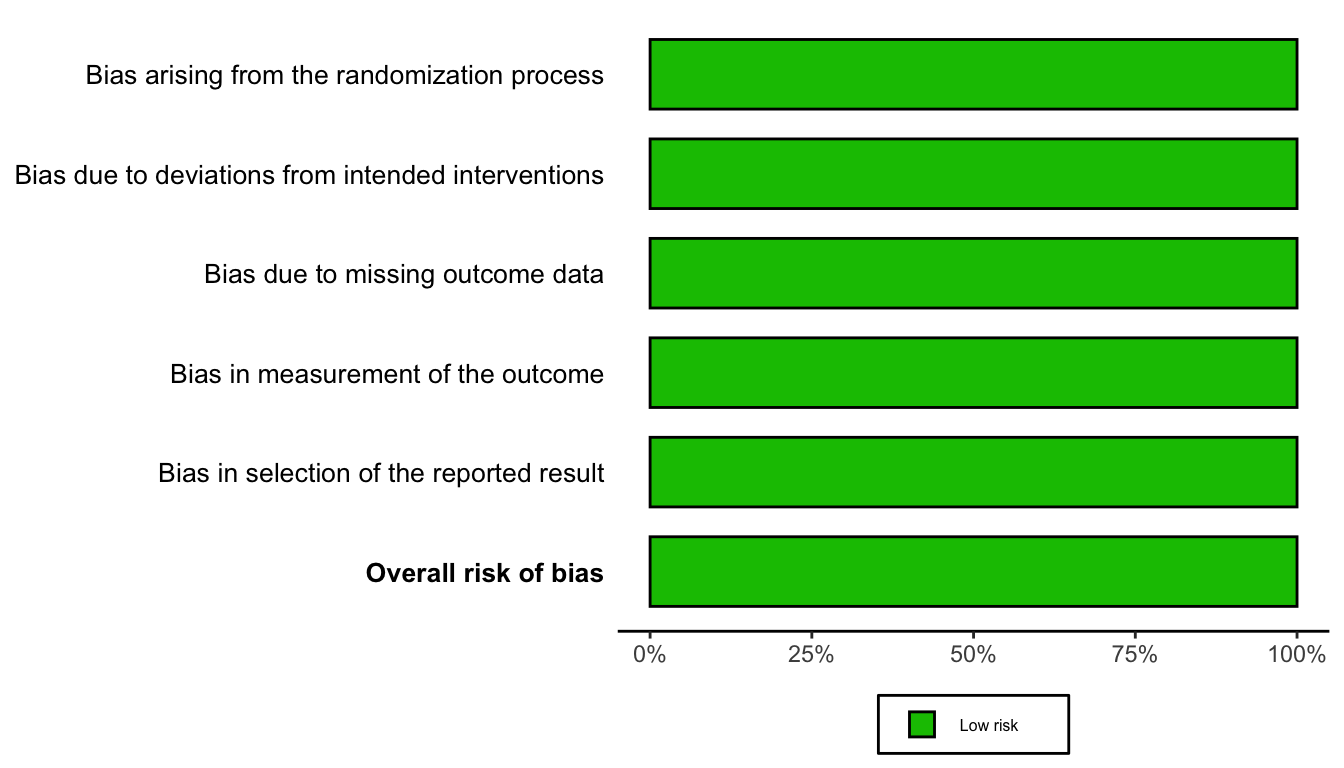 Bias arising from the randomization process
Bias due to deviations from intended interventions
Bias due to missing outcome data
Bias in measurement of the outcome
Bias in selection of the reported result
Overall risk of bias
0% 25% 50% 75% 100%
Low risk